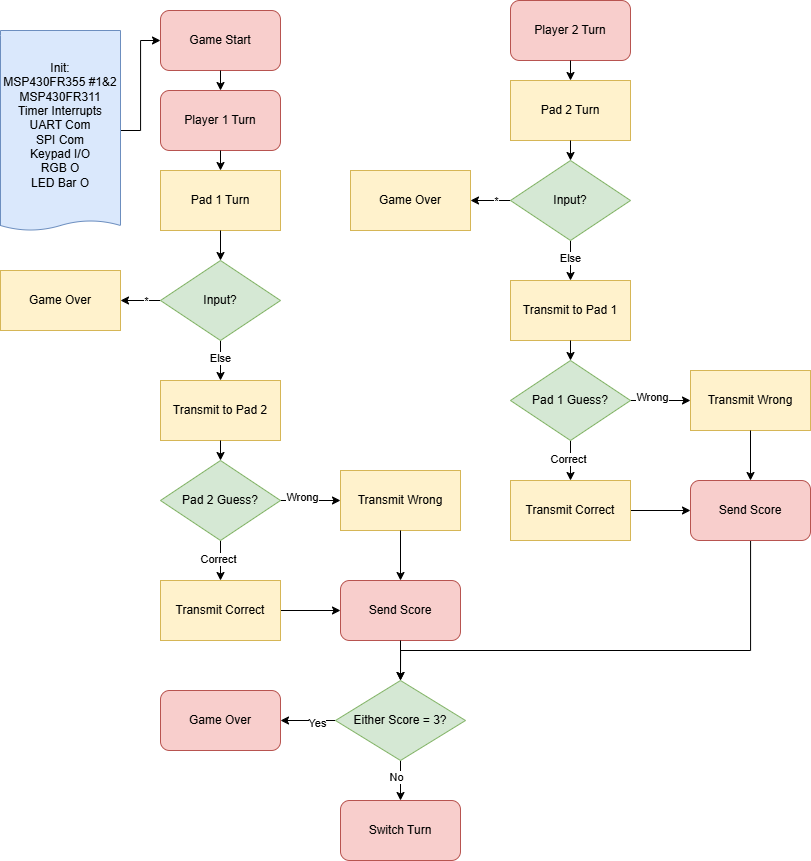 Init:
MSP430FR355 #1&2
MSP430FR311
Timer Interrupts
UART Com
SPI Com
Keypad I/O
RGB O
LED Bar O
Game Start
Player 1 Turn
Pad 1 Turn
Input?
*
Game Over
Else
Transmit to Pad 2
Pad 2 Guess?
Wrong
Transmit Wrong
Correct
Transmit Correct
Send Score
Either Score = 3?
Yes
Game Over
No
Switch Turn
Player 2 Turn
Pad 2 Turn
Input?
*
Game Over
Else
Transmit to Pad 1
Pad 1 Guess?
Wrong
Transmit Wrong
Correct
Transmit Correct
Send Score